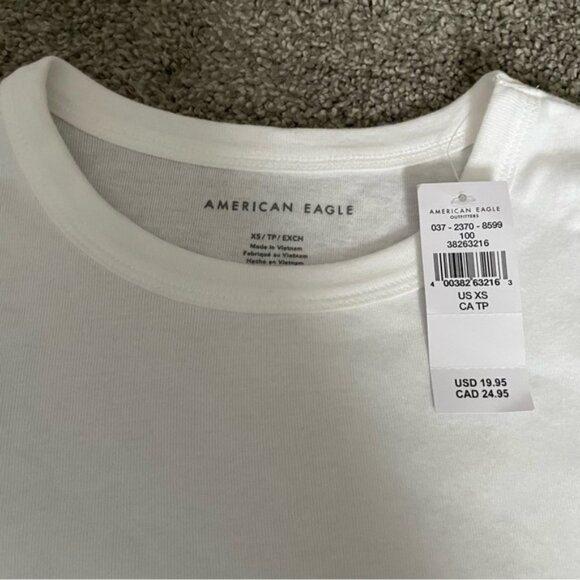 AMERICAN EAGLE
XS / TP / EXCH
Made in Vietnam
Fabriqué au Vietnam
Hecho en Vietnam
AMERICAN EAGLE
OUTFITTERS
037 - 2370 - 8599
100
38263216
4 00382 63216 3
US XS
CA TP
USD 19.95
CAD 24.95